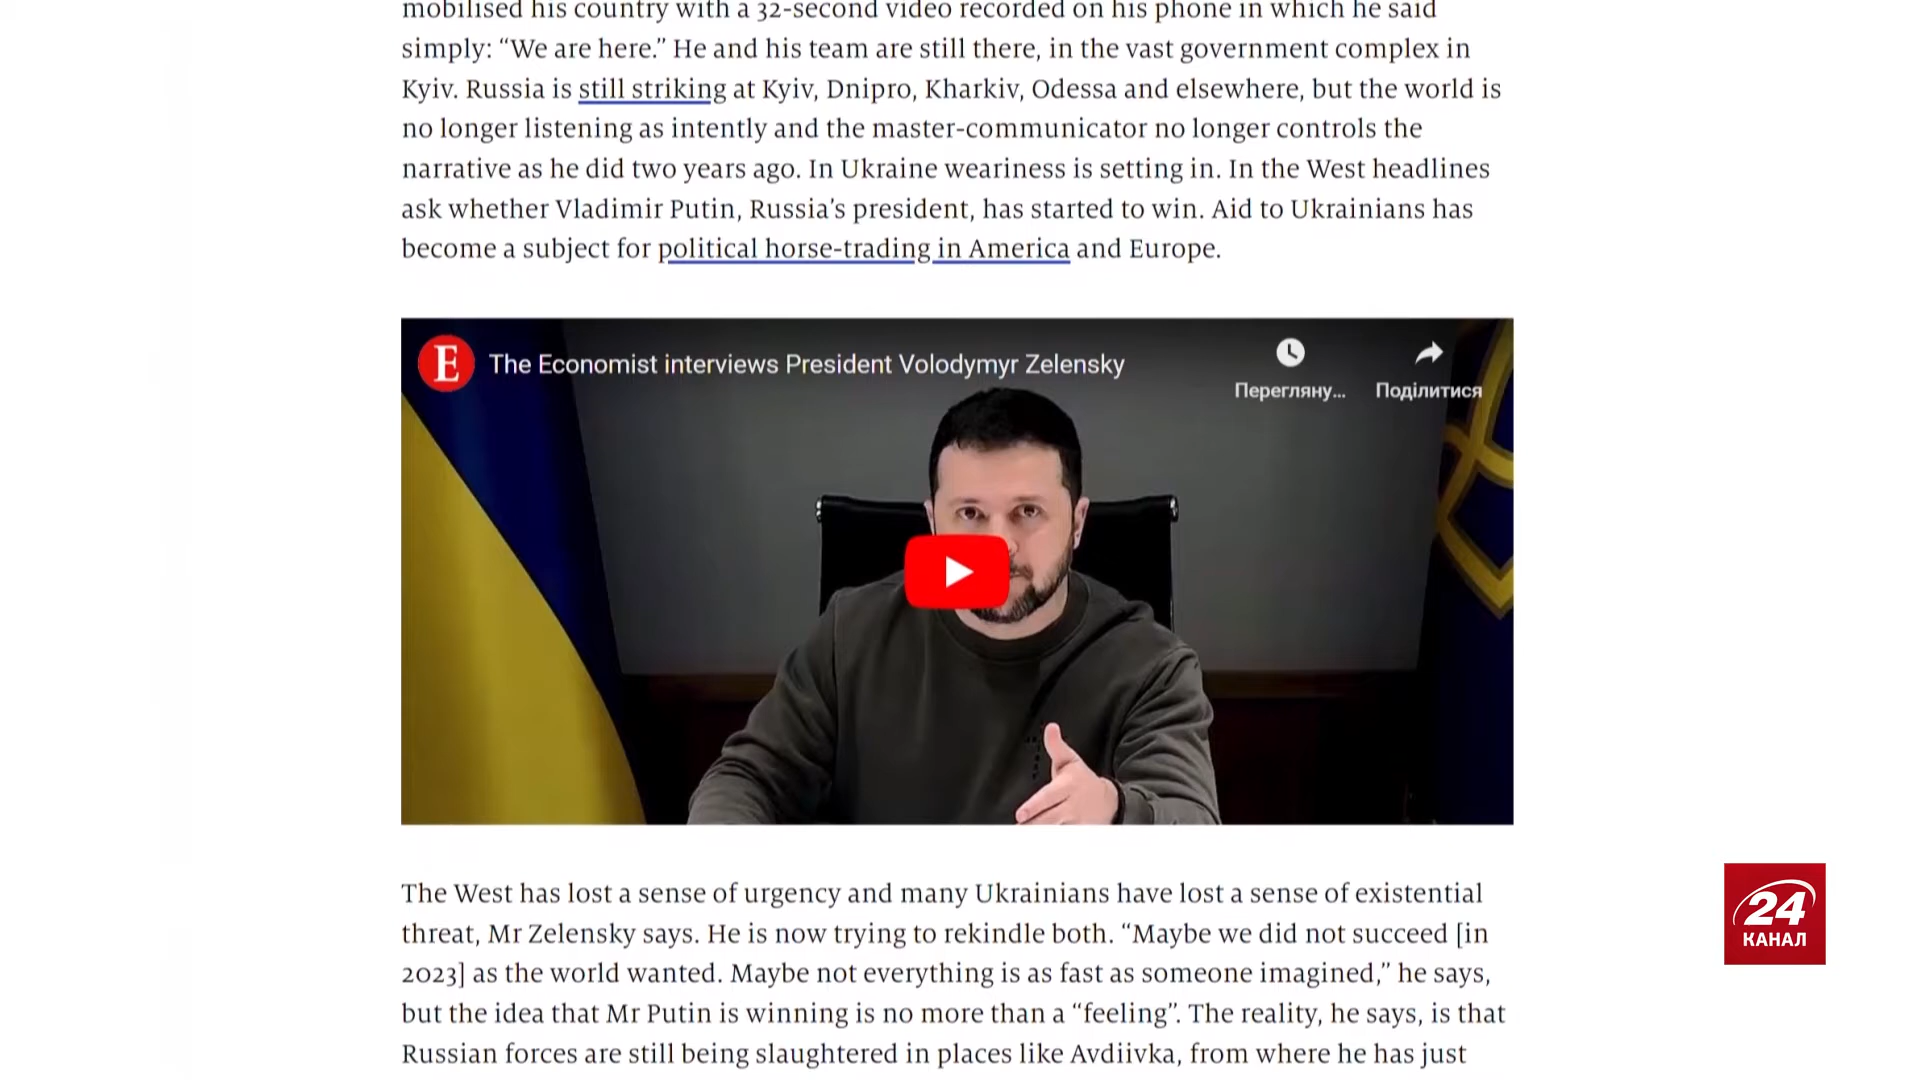 mobilised his country with a 32-second video recorded on his phone in which he said
simply: “We are here.” He and his team are still there, in the vast government complex in
Kyiv. Russia is still striking at Kyiv, Dnipro, Kharkiv, Odessa and elsewhere, but the world is
no longer listening as intently and the master-communicator no longer controls the
narrative as he did two years ago. In Ukraine weariness is setting in. In the West headlines
ask whether Vladimir Putin, Russia’s president, has started to win. Aid to Ukrainians has
become a subject for political horse-trading in America and Europe.
E
The Economist interviews President Volodymyr Zelensky
Перегляну...
Поділитися
The West has lost a sense of urgency and many Ukrainians have lost a sense of existential
threat, Mr Zelensky says. He is now trying to rekindle both. “Maybe we did not succeed [in
2023] as the world wanted. Maybe not everything is as fast as someone imagined,” he says,
but the idea that Mr Putin is winning is no more than a “feeling”. The reality, he says, is that
Russian forces are still being slaughtered in places like Avdiivka, from where he has just
24
КАНАЛ